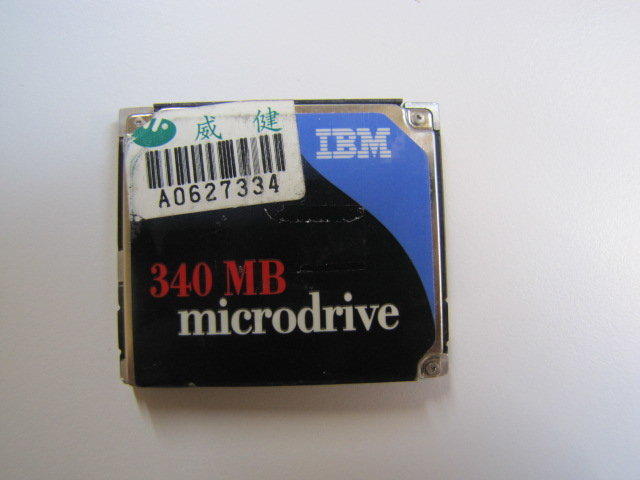 威健
A0627334
IBM
340 MB
microdrive